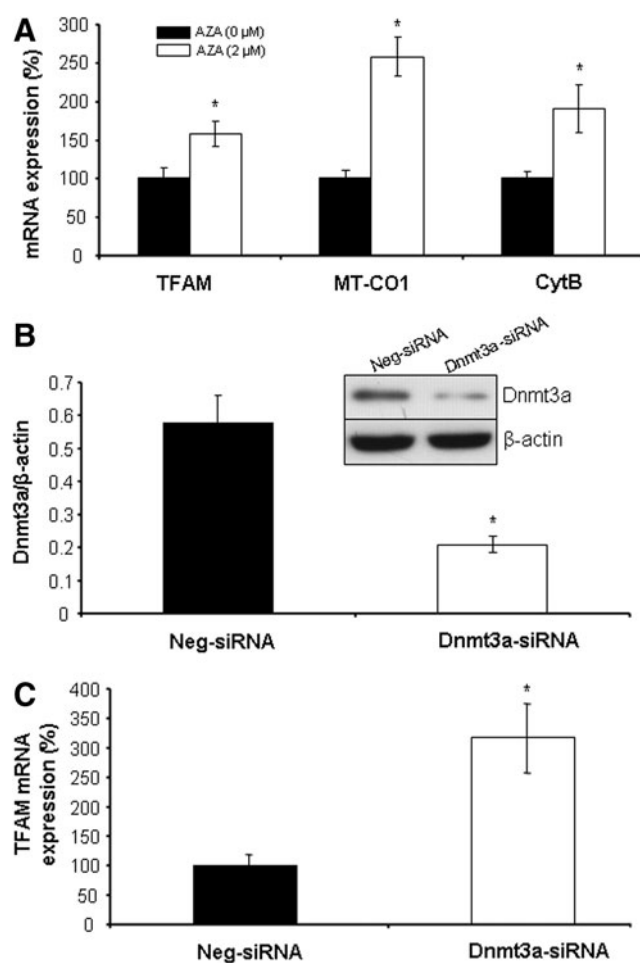 A
AZA (0 µM)
AZA (2 µM)
mRNA expression (%)
300
250
200
150
100
50
0
*
*
*
TFAM MT-CO1 CytB
B
Neg-siRNA Dnmt3a-siRNA
Dnmt3a
β-actin
Dnmt3a/β-actin
0.7
0.6
0.5
0.4
0.3
0.2
0.1
0
*
Neg-siRNA Dnmt3a-siRNA
C
TFAM mRNA
expression (%)
400
350
300
250
200
150
100
50
0
*
Neg-siRNA Dnmt3a-siRNA